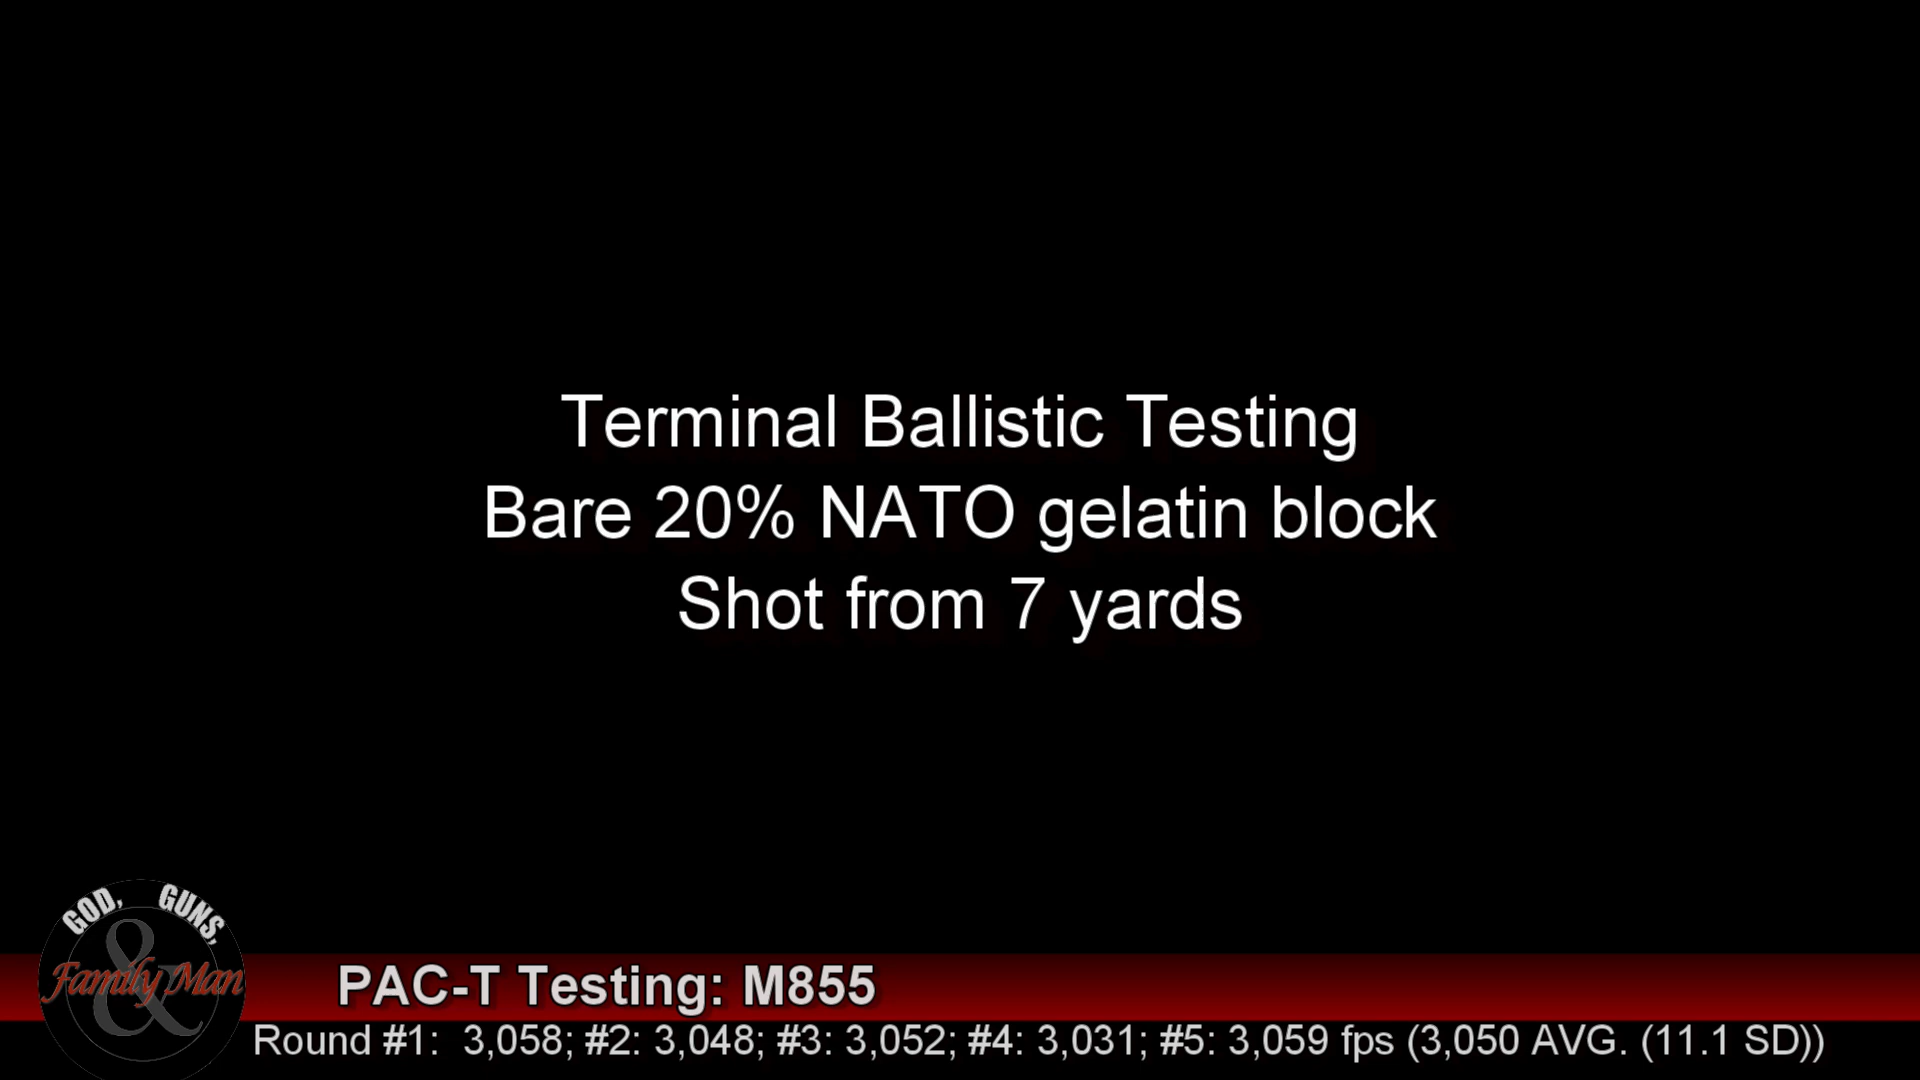 Terminal Ballistic Testing
Bare 20% NATO gelatin block
Shot from 7 yards
GOD, GUNS,
&
Family Man
PAC-T Testing: M855
Round #1:  3,058; #2: 3,048; #3: 3,052; #4: 3,031; #5: 3,059 fps (3,050 AVG. (11.1 SD))